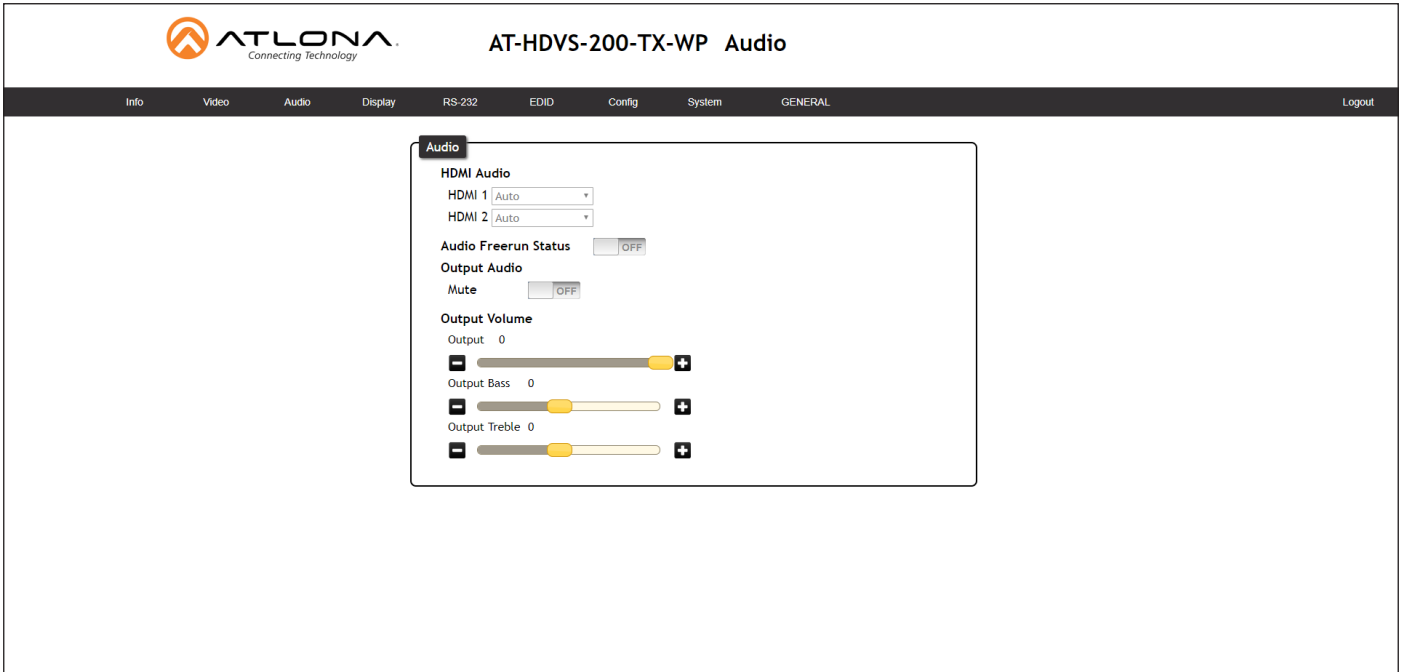 ATLONA.
Connecting Technology
AT-HDVS-200-TX-WP Audio
Info Video Audio Display RS-232 EDID Config System GENERAL Logout
Audio
HDMI Audio
HDMI 1 Auto
HDMI 2 Auto
Audio Freerun Status OFF
Output Audio
Mute OFF
Output Volume
Output 0
Output Bass 0
Output Treble 0